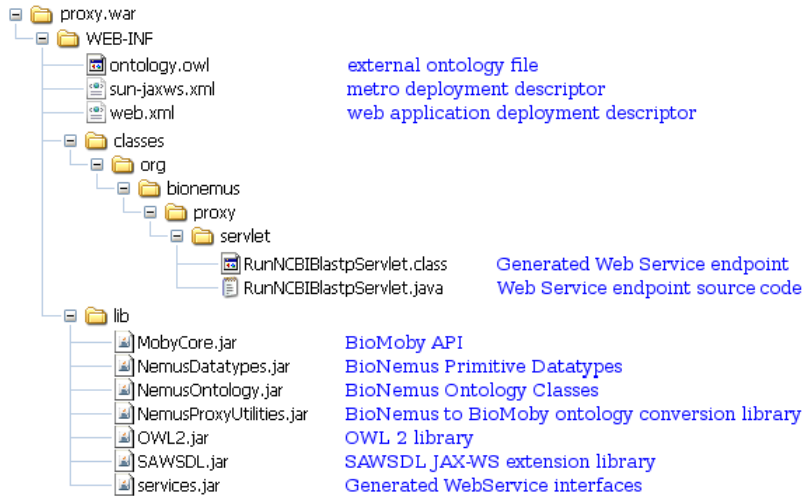 proxy.war
WEB-INF
ontology.owl external ontology file
sun-jaxws.xml metro deployment descriptor
web.xml web application deployment descriptor
classes
org
bionemus
proxy
servlet
RunNCBIBlastpServlet.class Generated Web Service endpoint
RunNCBIBlastpServlet.java Web Service endpoint source code
lib
MobyCore.jar BioMoby API
NemusDatatypes.jar BioNemus Primitive Datatypes
NemusOntology.jar BioNemus Ontology Classes
NemusProxyUtilities.jar BioNemus to BioMoby ontology conversion library
OWL2.jar OWL 2 library
SAWSDL.jar SAWSDL JAX-WS extension library
services.jar Generated WebService interfaces